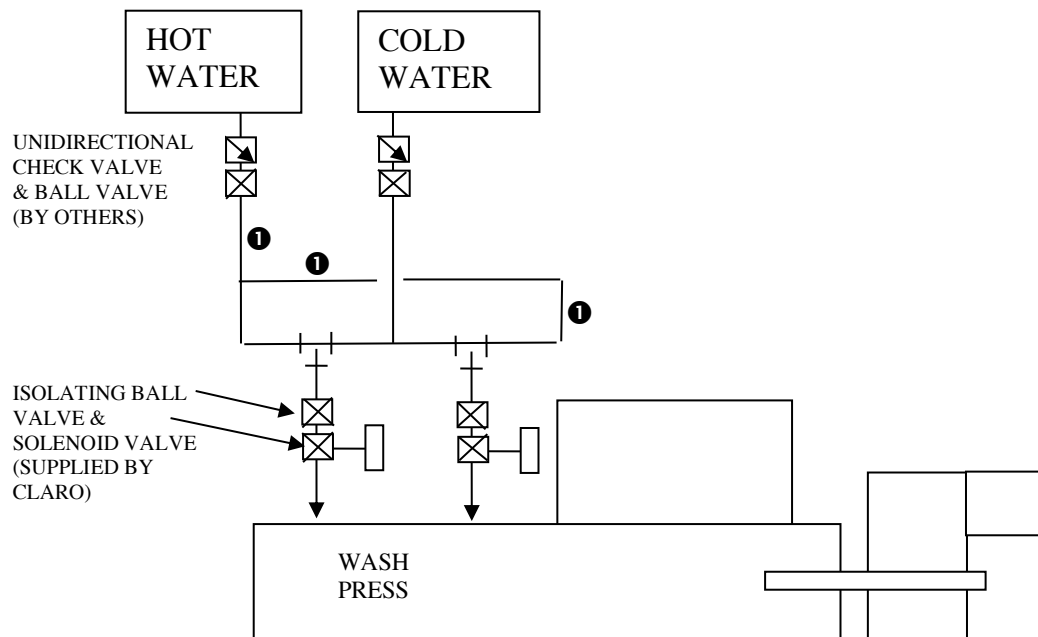 HOT
WATER
COLD
WATER
UNIDIRECTIONAL
CHECK VALVE
& BALL VALVE
(BY OTHERS)
❶
❶
❶
ISOLATING BALL
VALVE &
SOLENOID VALVE
(SUPPLIED BY
CLARO)
WASH
PRESS